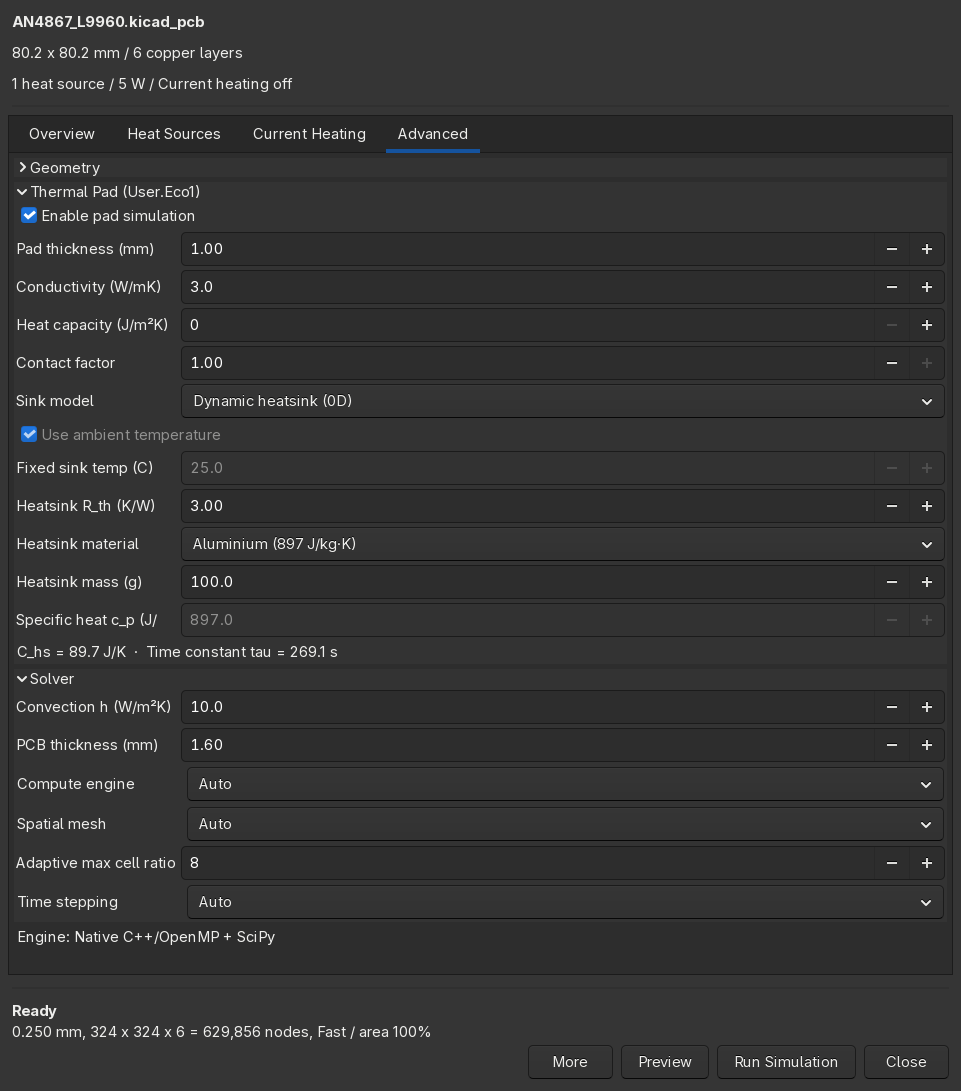 AN4867_L9960.kicad_pcb
80.2 x 80.2 mm / 6 copper layers
1 heat source / 5 W / Current heating off
Overview Heat Sources Current Heating Advanced
Geometry
Thermal Pad (User.Eco1)
Enable pad simulation
Pad thickness (mm) 1.00
Conductivity (W/mK) 3.0
Heat capacity (J/m²K) 0
Contact factor 1.00
Sink model Dynamic heatsink (0D)
Use ambient temperature
Fixed sink temp (C) 25.0
Heatsink R_th (K/W) 3.00
Heatsink material Aluminium (897 J/kg·K)
Heatsink mass (g) 100.0
Specific heat c_p (J/ 897.0
C_hs = 89.7 J/K · Time constant tau = 269.1 s
Solver
Convection h (W/m²K) 10.0
PCB thickness (mm) 1.60
Compute engine Auto
Spatial mesh Auto
Adaptive max cell ratio 8
Time stepping Auto
Engine: Native C++/OpenMP + SciPy
Ready
0.250 mm, 324 x 324 x 6 = 629,856 nodes, Fast / area 100%
More Preview Run Simulation Close